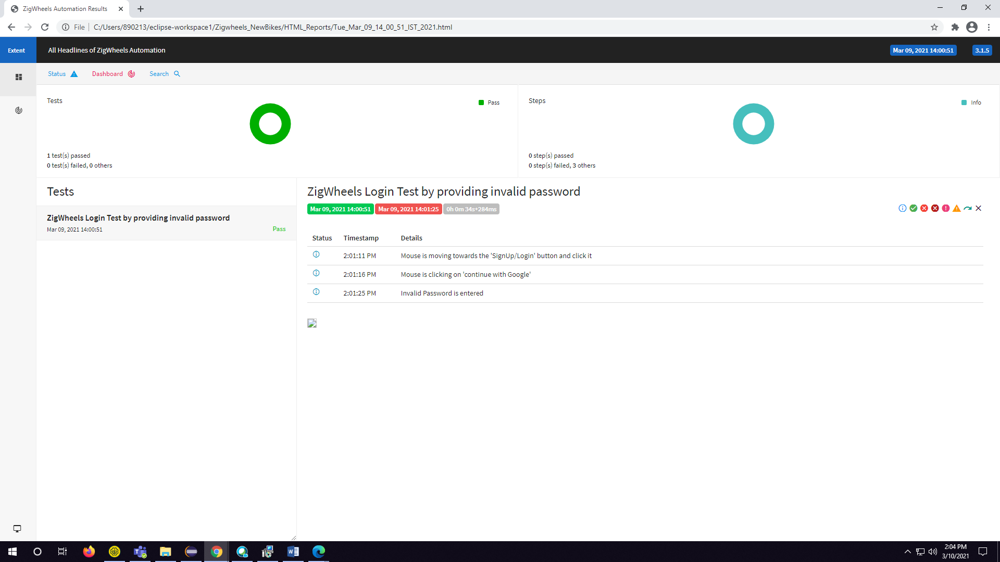 ZigWheels Automation Results
File C:/Users/890213/eclipse-workspace1/Zigwheels_NewBikes/HTML_Reports/Tue_Mar_09_14_00_51_IST_2021.html
Extent
All Headlines of ZigWheels Automation
Mar 09, 2021 14:00:51
3.1.5
Status
Dashboard
Search
Tests
Pass
1 test(s) passed
0 test(s) failed, 0 others
Steps
Info
0 step(s) passed
0 step(s) failed, 3 others
Tests
ZigWheels Login Test by providing invalid password
Mar 09, 2021 14:00:51
Pass
ZigWheels Login Test by providing invalid password
Mar 09, 2021 14:00:51 Mar 09, 2021 14:01:25 0h 0m 34s+284ms
Status Timestamp Details
2:01:11 PM Mouse is moving towards the 'SignUp/Login' button and click it
2:01:16 PM Mouse is clicking on 'continue with Google'
2:01:25 PM Invalid Password is entered
2:04 PM
3/10/2021